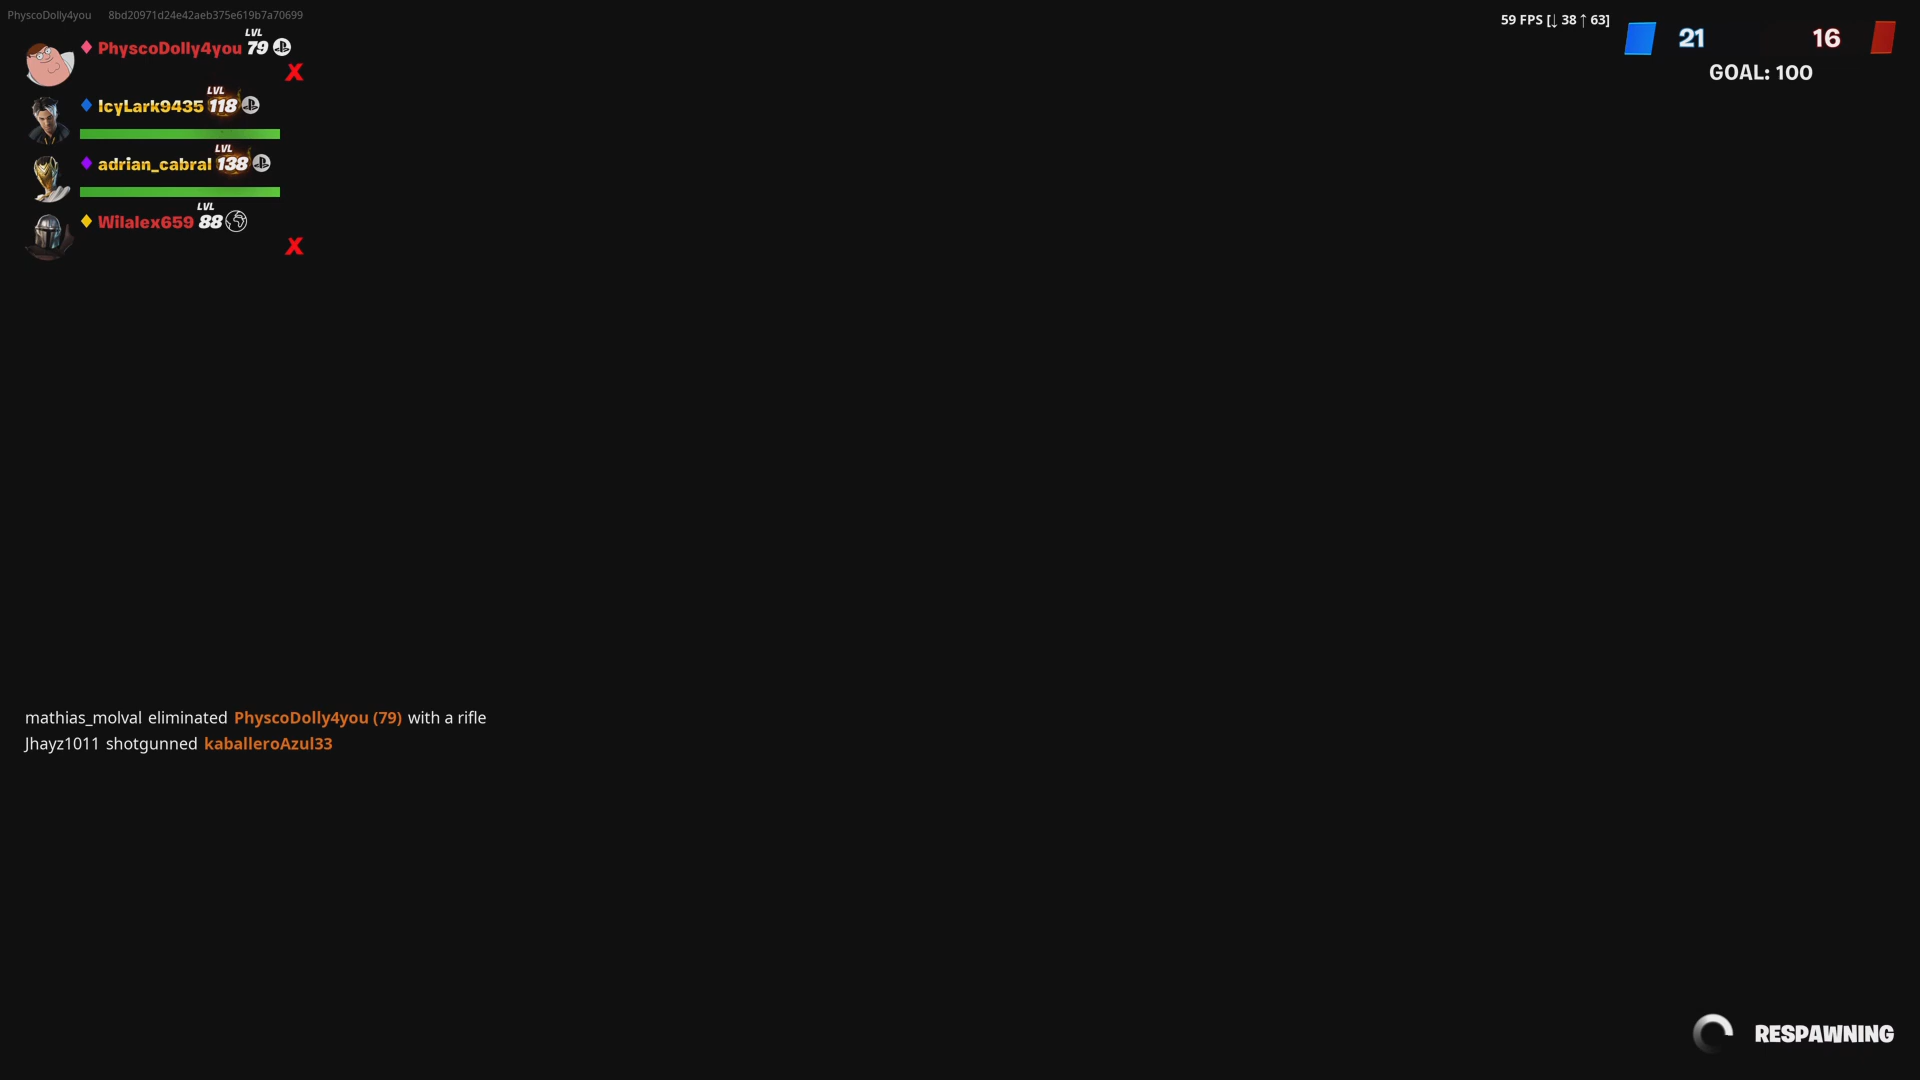 PhyscoDolly4you 8bd20971d24e42aeb375e619b7a70699
59 FPS [↓ 38 ↑ 63]
21 16
GOAL: 100
LVL
PhyscoDolly4you 79
X
LVL
IcyLark9435 118
LVL
adrian_cabral 138
LVL
Wilalex659 88
X
mathias_molval eliminated PhyscoDolly4you (79) with a rifle
Jhayz1011 shotgunned kaballeroAzul33
RESPAWNING